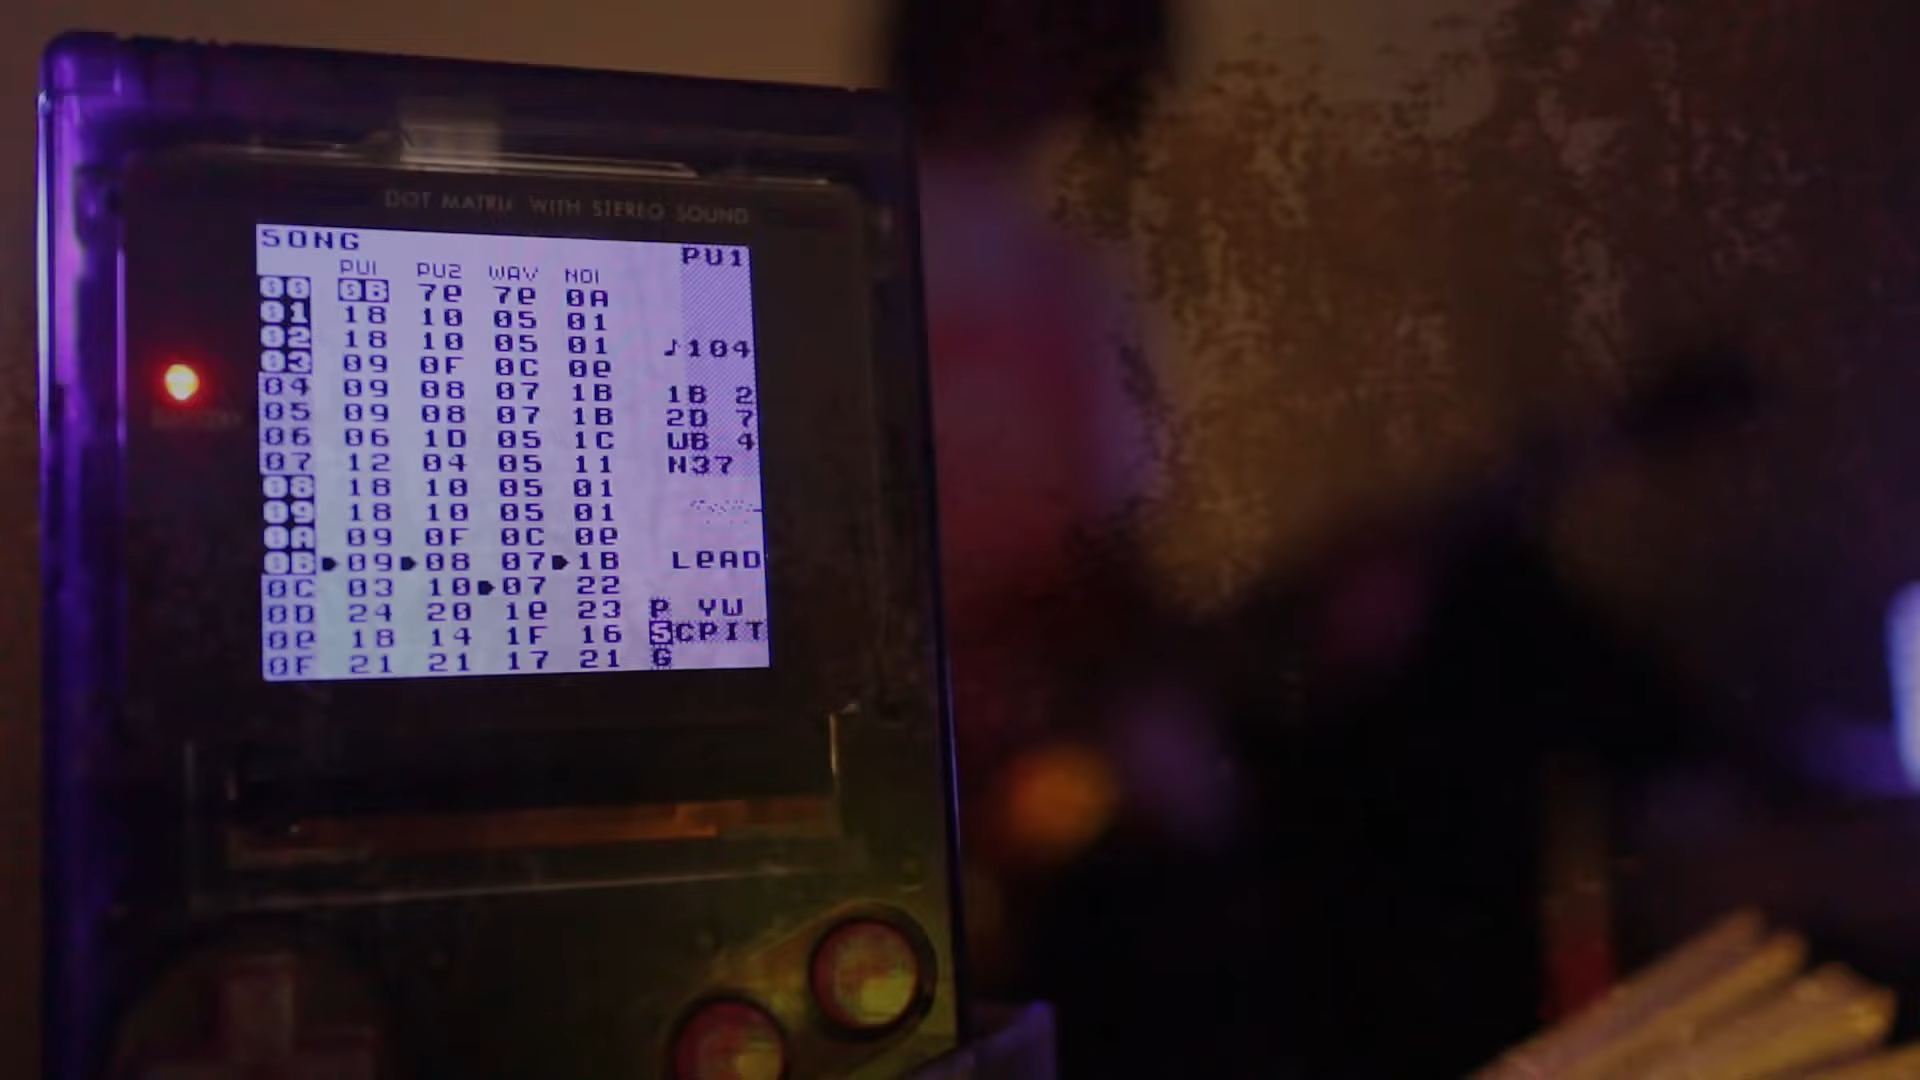 DOT MATRIX WITH STEREO SOUND
SONG PU1
PU1 PU2 WAV NOI
00 0B 7e 7e 0A
01 18 10 05 01
02 18 10 05 01 ♪104
03 09 0F 0C 0e
04 09 08 07 1B 1B 2
05 09 08 07 1B 2D 7
06 06 1D 05 1C WB 4
07 12 04 05 11 N37
08 18 10 05 01
09 18 10 05 01
0A 09 0F 0C 0e
0B 09 08 07 1B LeAD
0C 03 10 07 22
0D 24 20 1e 23 P YW
0e 18 14 1F 16 SCPIT
0F 21 21 17 21 G